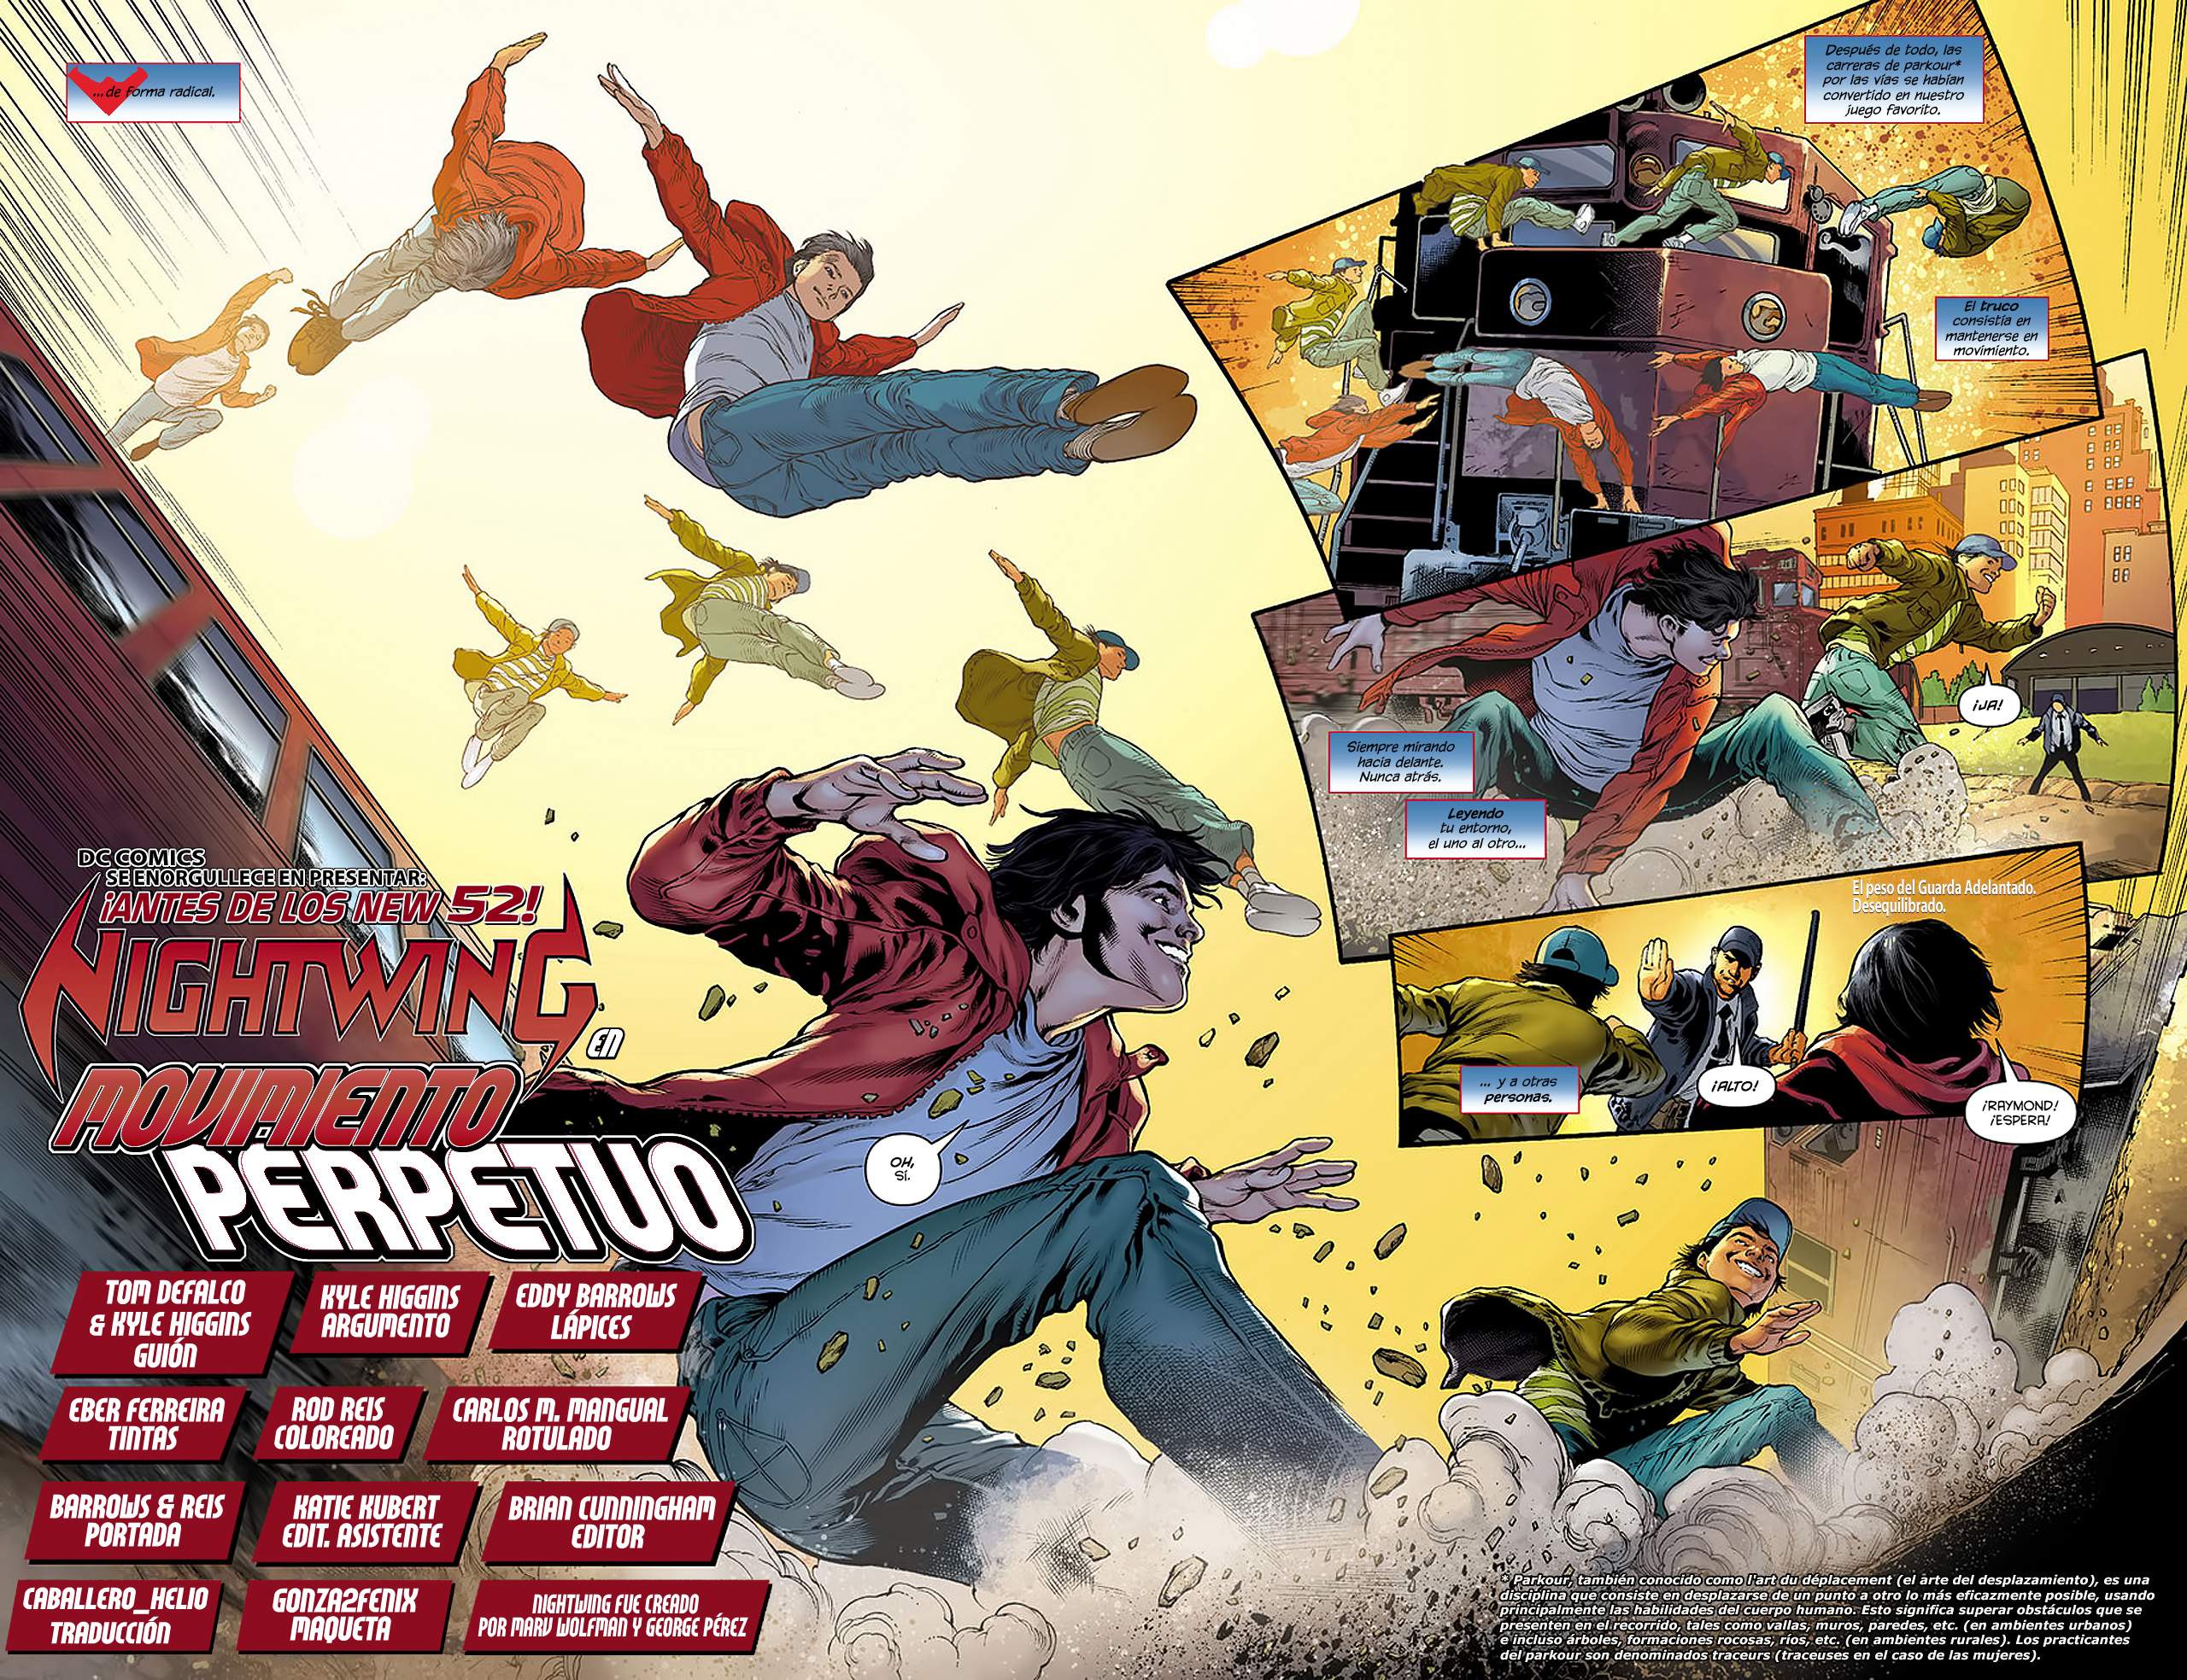 ...de forma radical.
DC COMICS
SE ENORGULLECE EN PRESENTAR:
¡ANTES DE LOS NEW 52!
NIGHTWING
EN
MOVIMIENTO
PERPETUO
TOM DEFALCO
& KYLE HIGGINS
GUIÓN
KYLE HIGGINS
ARGUMENTO
EDDY BARROWS
LÁPICES
EBER FERREIRA
TINTAS
ROD REIS
COLOREADO
CARLOS M. MANGUAL
ROTULADO
BARROWS & REIS
PORTADA
KATIE KUBERT
EDIT. ASISTENTE
BRIAN CUNNINGHAM
EDITOR
CABALLERO_HELIO
TRADUCCIÓN
GONZA2FENIX
MAQUETA
NIGHTWING FUE CREADO
POR MARV WOLFMAN Y GEORGE PÉREZ
OH,
SÍ.
Después de todo, las
carreras de parkour*
por las vías se habían
convertido en nuestro
juego favorito.
El truco
consistía en
mantenerse en
movimiento.
¡JA!
Siempre mirando
hacia delante.
Nunca atrás.
Leyendo
tu entorno,
el uno al otro...
El peso del Guarda Adelantado.
Desequilibrado.
... y a otras
personas.
¡ALTO!
¡RAYMOND!
¡ESPERA!
* Parkour, también conocido como l'art du déplacement (el arte del desplazamiento), es una
disciplina que consiste en desplazarse de un punto a otro lo más eficazmente posible, usando
principalmente las habilidades del cuerpo humano. Esto significa superar obstáculos que se
presenten en el recorrido, tales como vallas, muros, paredes, etc. (en ambientes urbanos)
e incluso árboles, formaciones rocosas, ríos, etc. (en ambientes rurales). Los practicantes
del parkour son denominados traceurs (traceuses en el caso de las mujeres).